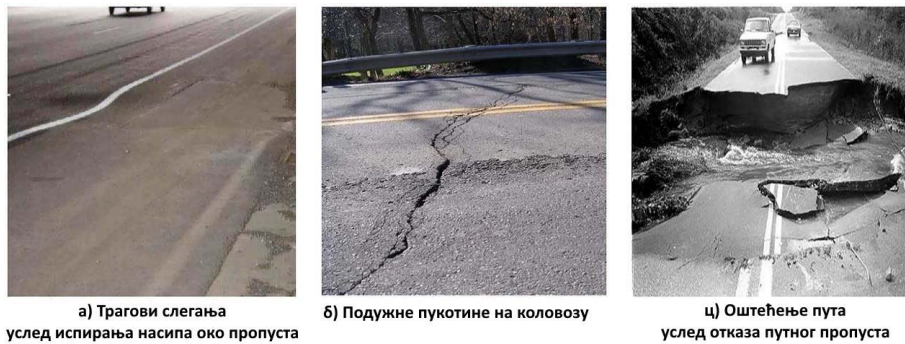 а) Трагови слегања
услед испирања насипа око пропуста
б) Подужне пукотине на коловозу
ц) Оштећење пута
услед отказа путног пропуста